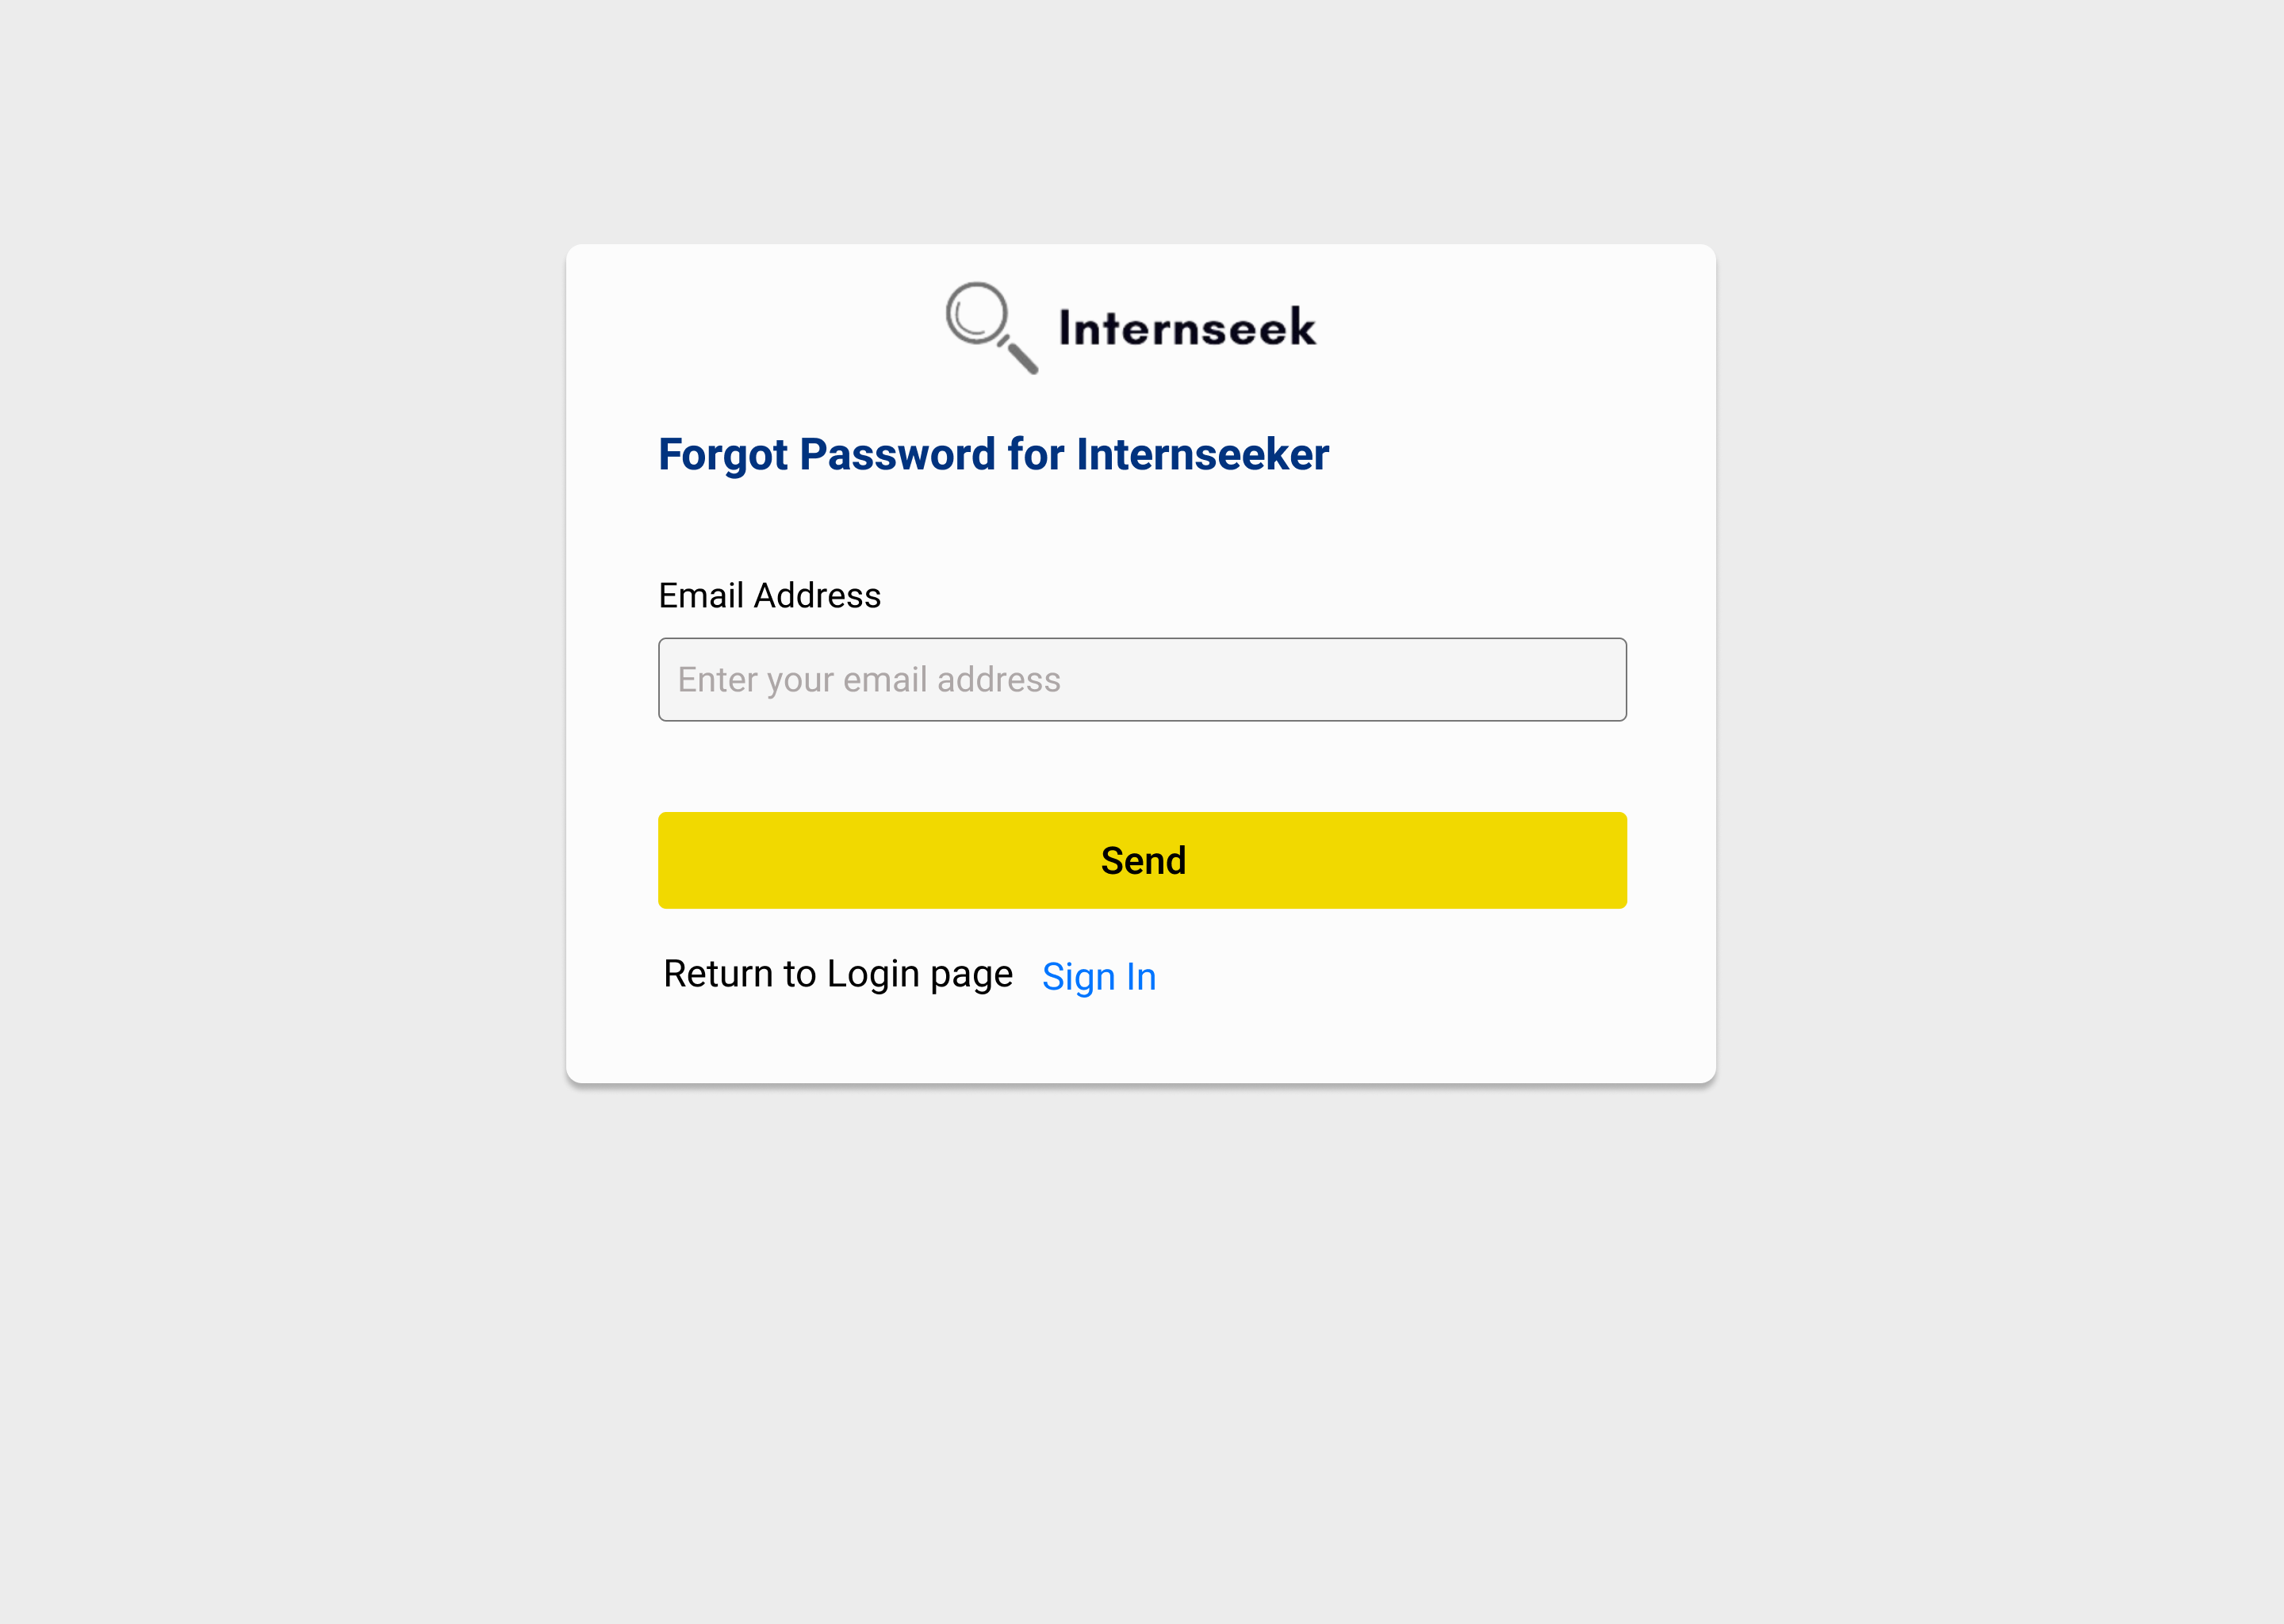 Internseek
Forgot Password for Internseeker
Email Address
Enter your email address
Send
Return to Login page Sign In